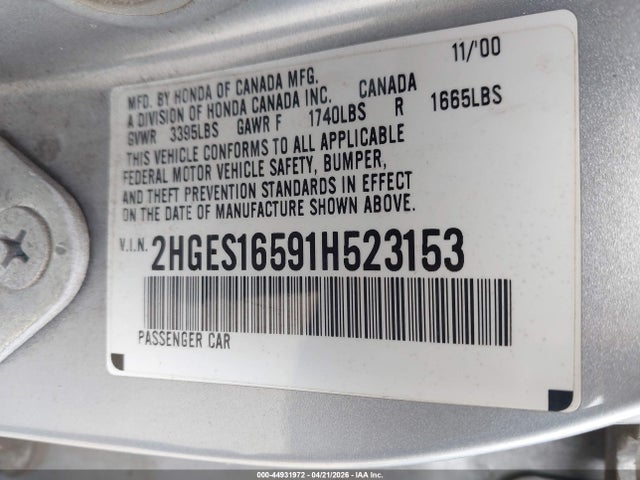 11/'00
MFD. BY HONDA OF CANADA MFG.
A DIVISION OF HONDA CANADA INC. CANADA
GVWR 3395LBS GAWR F 1740LBS R 1665LBS
THIS VEHICLE CONFORMS TO ALL APPLICABLE
FEDERAL MOTOR VEHICLE SAFETY, BUMPER,
AND THEFT PREVENTION STANDARDS IN EFFECT
ON THE DATE OF MANUFACTURE SHOWN ABOVE.
V.I.N. 2HGES16591H523153
PASSENGER CAR
000-44931972 | 04/21/2026 | IAA Inc.